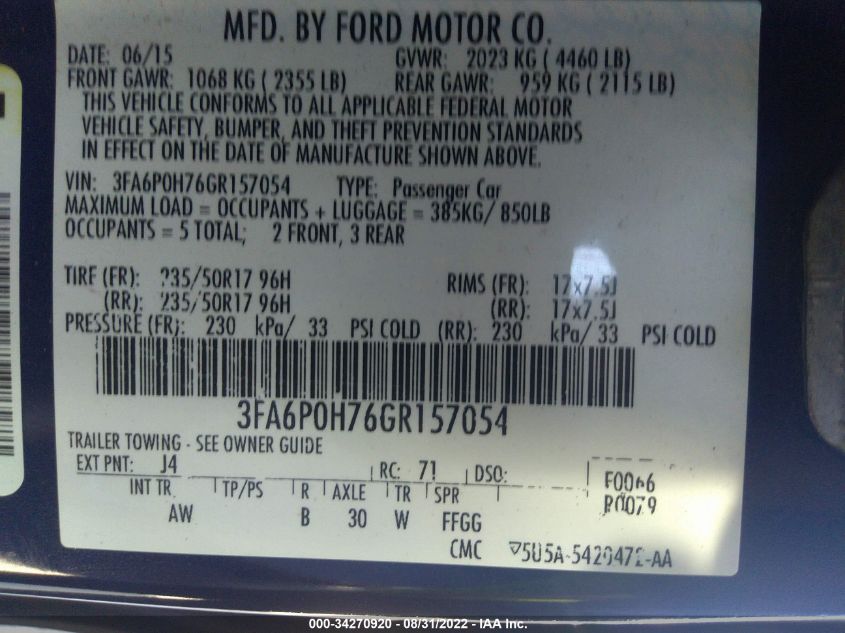 MFD. BY FORD MOTOR CO.
DATE: 06/15 GVWR: 2023 KG ( 4460 LB)
FRONT GAWR: 1068 KG ( 2355 LB) REAR GAWR: 959 KG ( 2115 LB)
THIS VEHICLE CONFORMS TO ALL APPLICABLE FEDERAL MOTOR
VEHICLE SAFETY, BUMPER, AND THEFT PREVENTION STANDARDS
IN EFFECT ON THE DATE OF MANUFACTURE SHOWN ABOVE.
VIN: 3FA6P0H76GR157054 TYPE: Passenger Car
MAXIMUM LOAD = OCCUPANTS + LUGGAGE = 385KG/ 850LB
OCCUPANTS = 5 TOTAL; 2 FRONT, 3 REAR
TIRE (FR): 235/50R17 96H RIMS (FR): 17x7.5J
(RR): 235/50R17 96H (RR): 17x7.5J
PRESSURE (FR): 230 kPa/ 33 PSI COLD (RR): 230 kPa/ 33 PSI COLD
3FA6P0H76GR157054
TRAILER TOWING - SEE OWNER GUIDE
EXT PNT: J4 RC: 71 DSO:
F0066
INT TR TP/PS R AXLE TR SPR
R0079
AW B 30 W FFGG
CMC
000-34270920 - 08/31/2022 - IAA Inc.